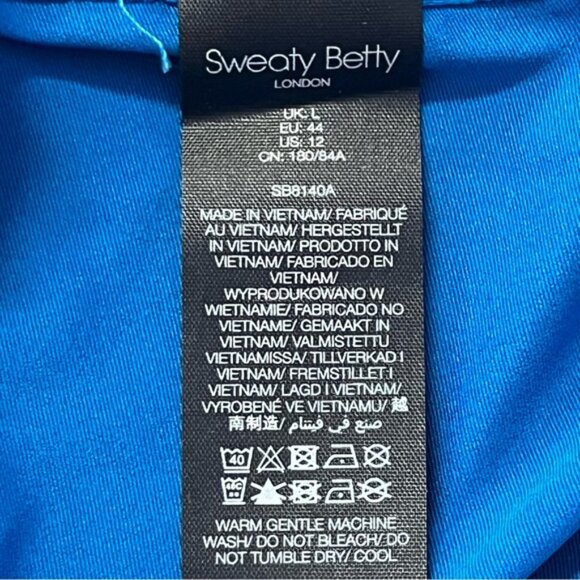 Sweaty Betty
LONDON
UK: L
EU: 44
US: 12
CN: 180/84A
SB8140A
MADE IN VIETNAM/ FABRIQUÉ
AU VIETNAM/ HERGESTELLT
IN VIETNAM/ PRODOTTO IN
VIETNAM/ FABRICADO EN
VIETNAM/
WYPRODUKOWANO W
WIETNAMIE/ FABRICADO NO
VIETNAME/ GEMAAKT IN
VIETNAM/ VALMISTETTU
VIETNAMISSA/ TILLVERKAD I
VIETNAM/ FREMSTILLET I
VIETNAM/ LAGD I VIETNAM/
VYROBENÉ VE VIETNAMU/ 越
南制造/ صنع في فيتنام
40
40C
WARM GENTLE MACHINE
WASH/ DO NOT BLEACH/ DO
NOT TUMBLE DRY/ COOL